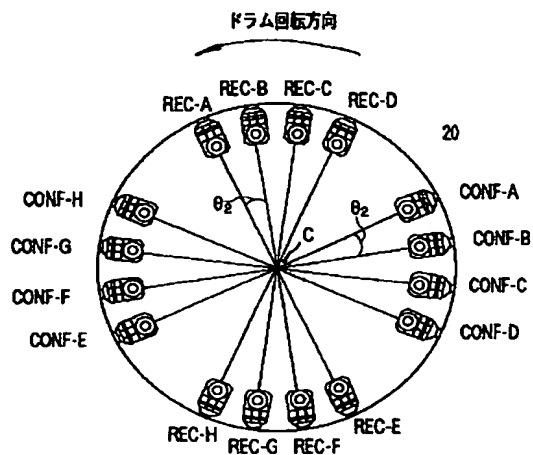 ドラム回転方向
REC-A
REC-B
REC-C
REC-D
20
CONF-H
CONF-A
θ2
C
θ2
CONF-G
CONF-B
CONF-F
CONF-C
CONF-E
CONF-D
REC-H
REC-G
REC-F
REC-E